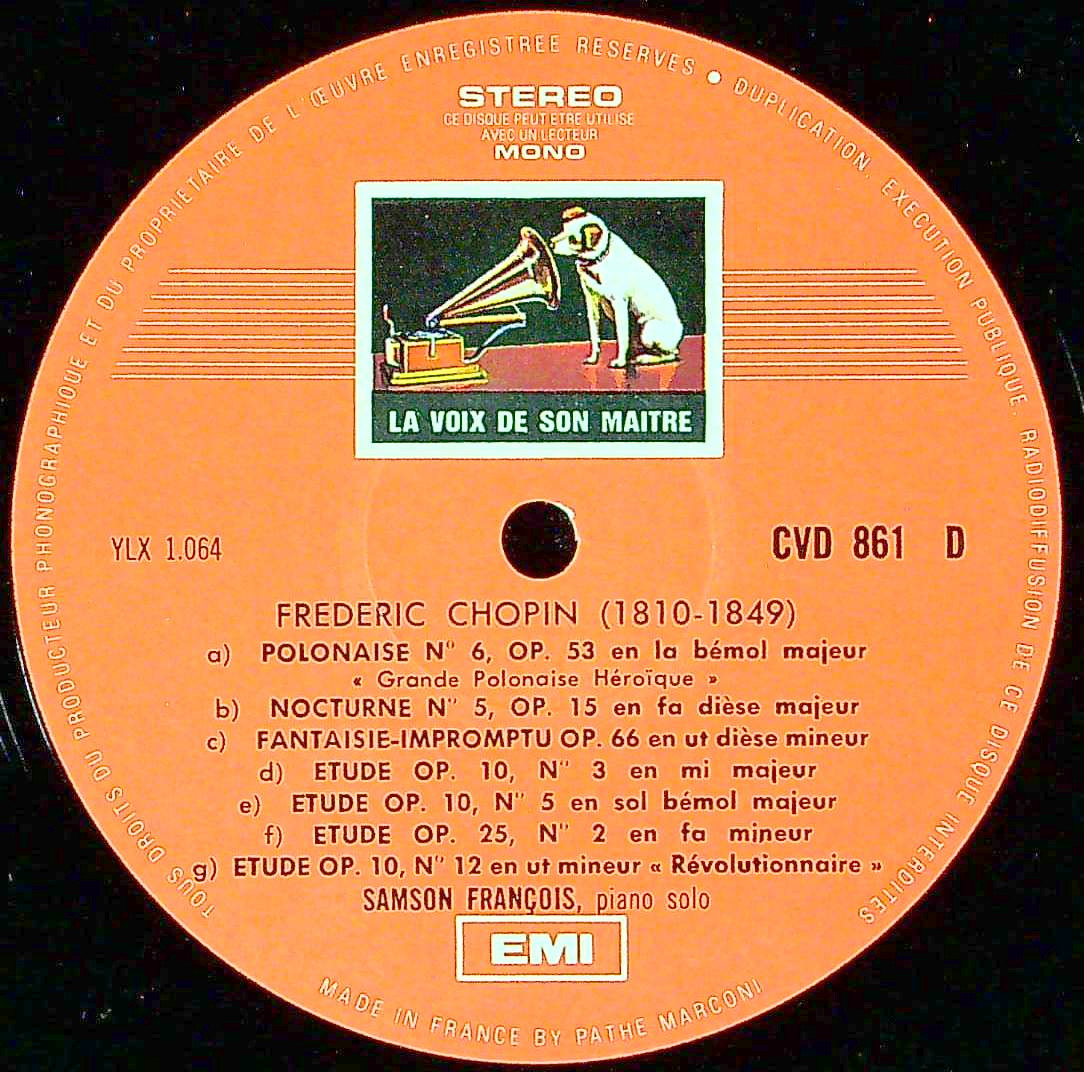 TOUS DROITS DU PRODUCTEUR PHONOGRAPHIQUE ET DU PROPRIETAIRE DE L'ŒUVRE ENREGISTREE RESERVES • DUPLICATION. EXECUTION PUBLIQUE. RADIODIFFUSION DE CE DISQUE INTERDITES
STEREO
CE DISQUE PEUT ETRE UTILISE
AVEC UN LECTEUR
MONO
LA VOIX DE SON MAITRE
YLX 1.064
CVD 861 D
FREDERIC CHOPIN (1810-1849)
a) POLONAISE N° 6, OP. 53 en la bémol majeur
« Grande Polonaise Héroïque »
b) NOCTURNE N° 5, OP. 15 en fa dièse majeur
c) FANTAISIE-IMPROMPTU OP. 66 en ut dièse mineur
d) ETUDE OP. 10, N° 3 en mi majeur
e) ETUDE OP. 10, N° 5 en sol bémol majeur
f) ETUDE OP. 25, N° 2 en fa mineur
g) ETUDE OP. 10, N° 12 en ut mineur « Révolutionnaire »
SAMSON FRANÇOIS, piano solo
EMI
MADE IN FRANCE BY PATHE MARCONI